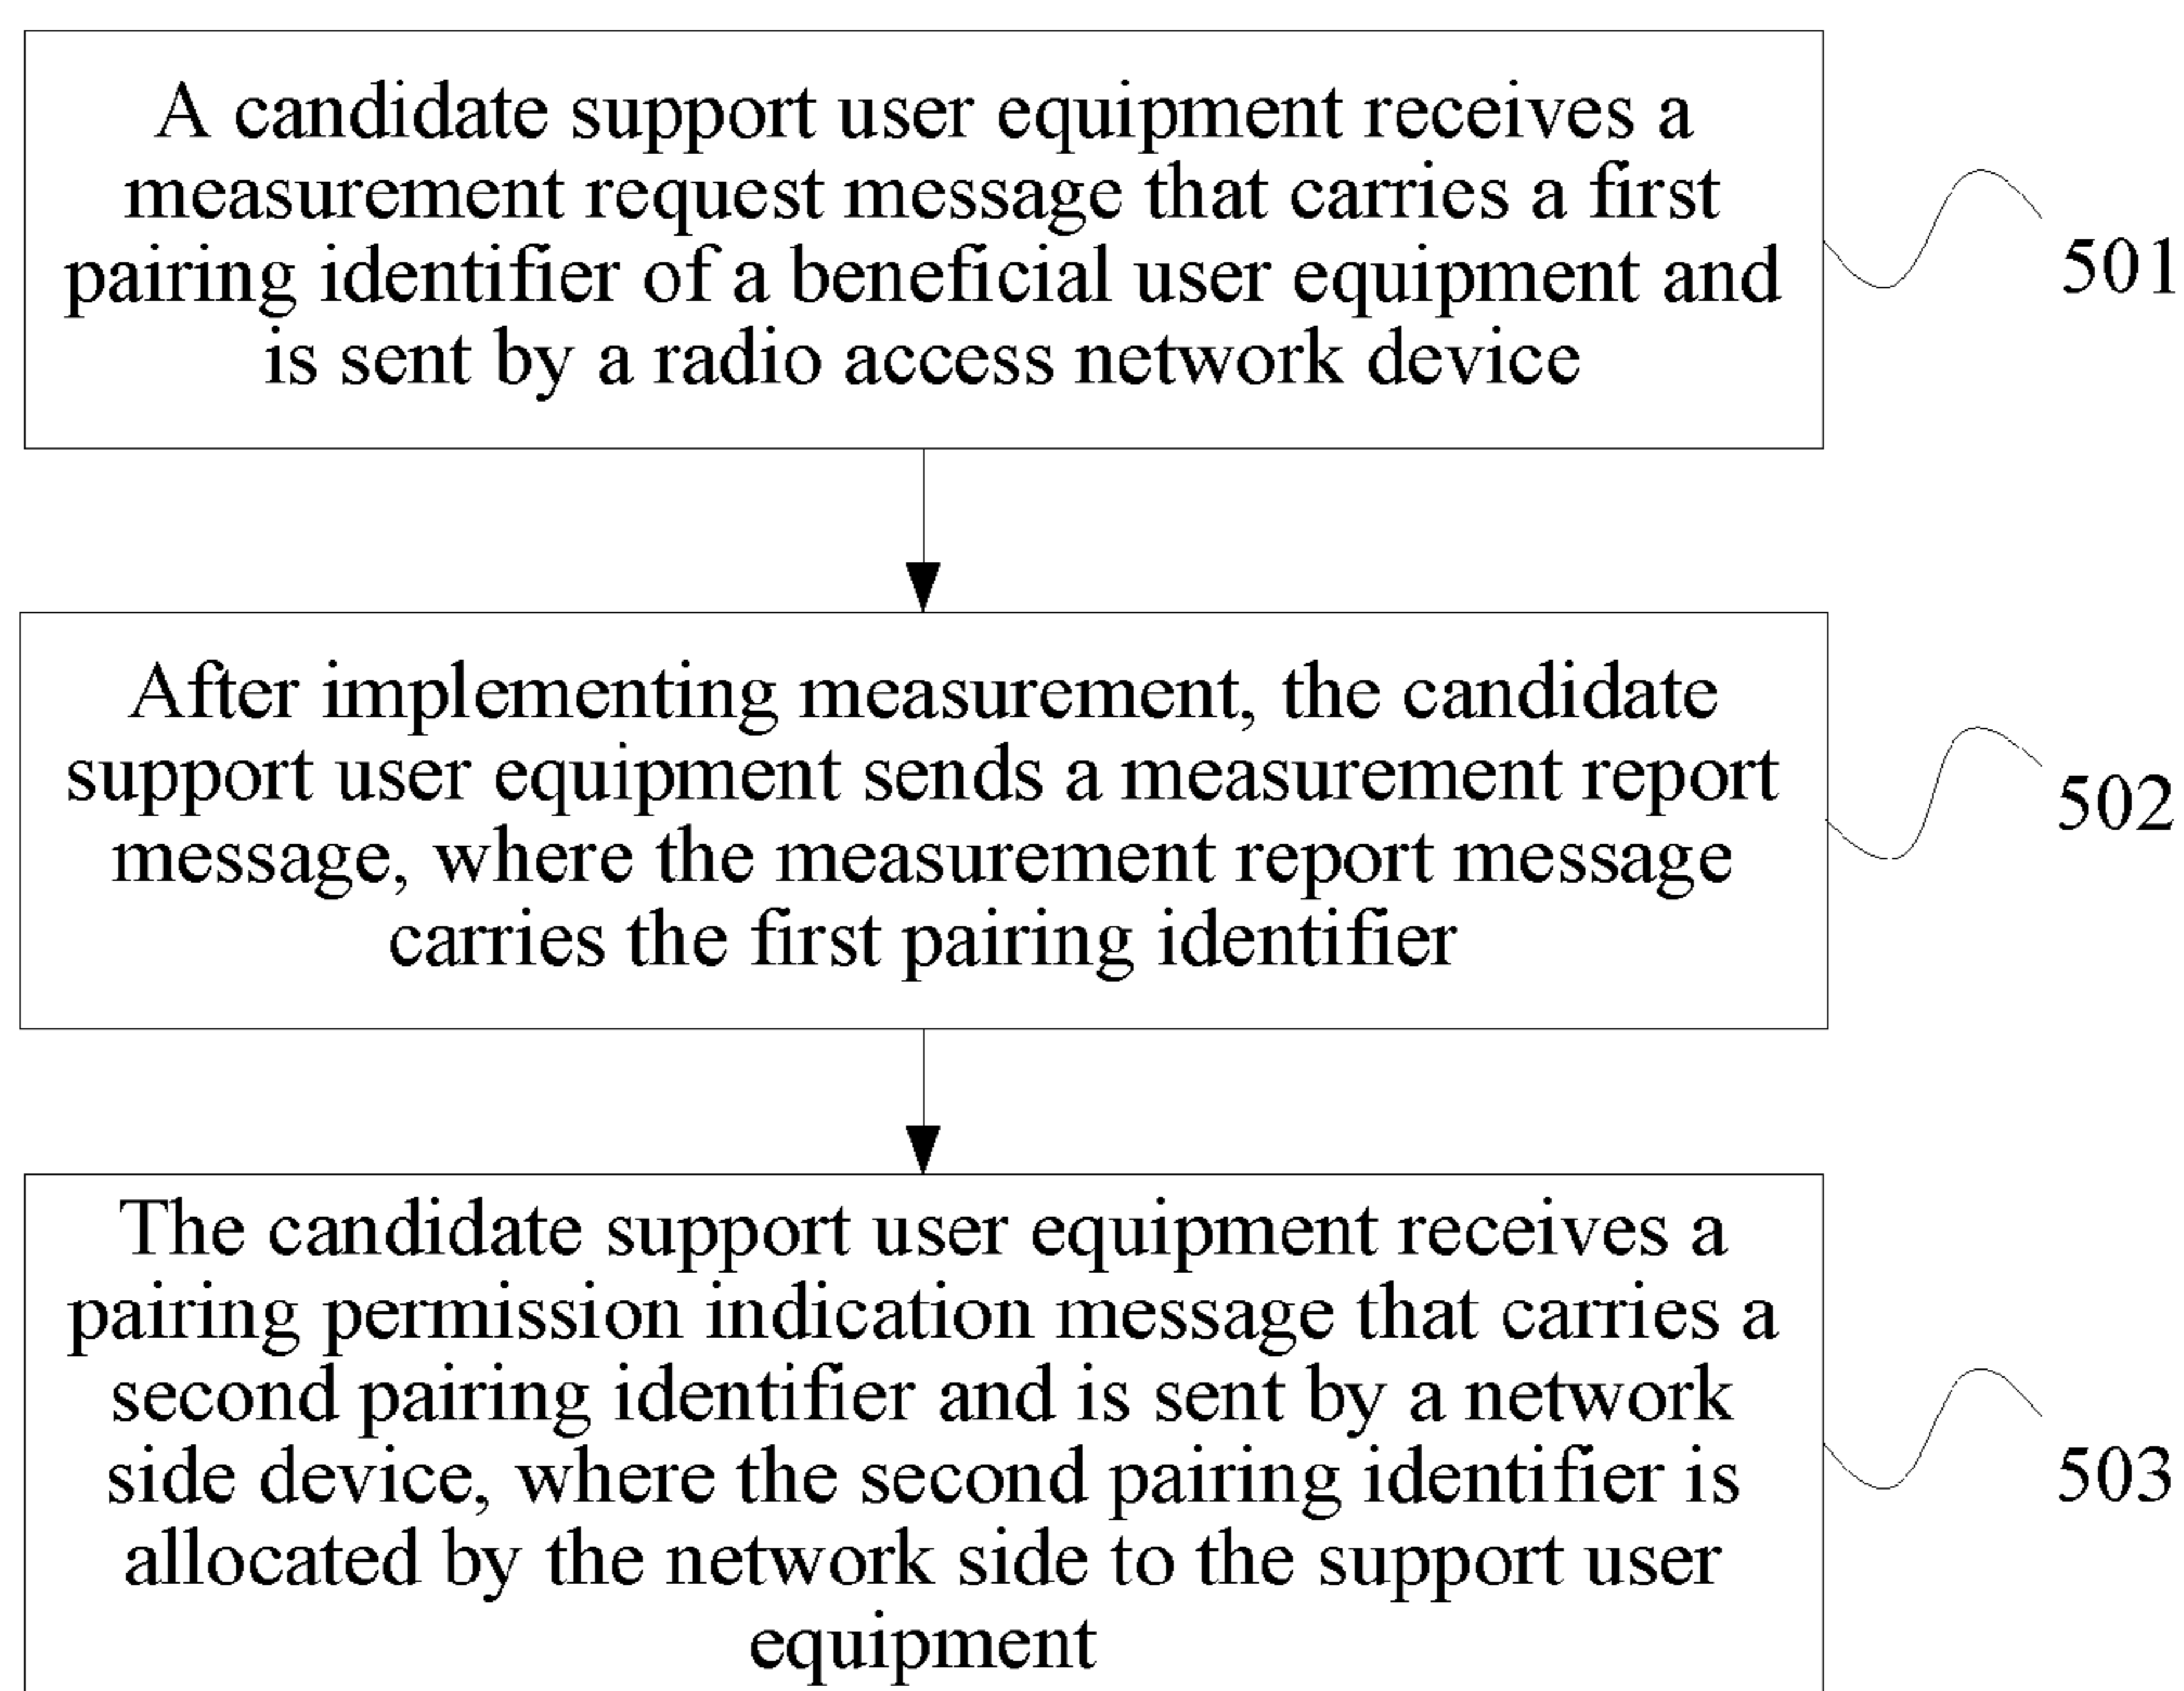 A candidate support user equipment receives a
measurement request message that carries a first
pairing identifier of a beneficial user equipment and
is sent by a radio access network device
501
After implementing measurement, the candidate
support user equipment sends a measurement report
message, where the measurement report message
carries the first pairing identifier
502
The candidate support user equipment receives a
pairing permission indication message that carries a
second pairing identifier and is sent by a network
side device, where the second pairing identifier is
allocated by the network side to the support user
equipment
503